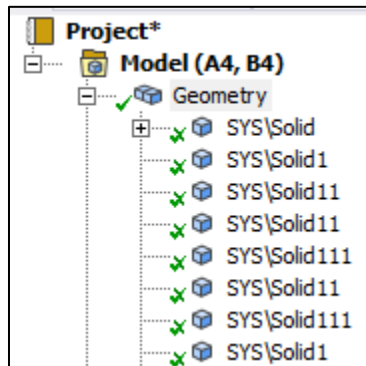 Project*
Model (A4, B4)
Geometry
SYS\Solid
SYS\Solid1
SYS\Solid11
SYS\Solid11
SYS\Solid111
SYS\Solid11
SYS\Solid111
SYS\Solid1